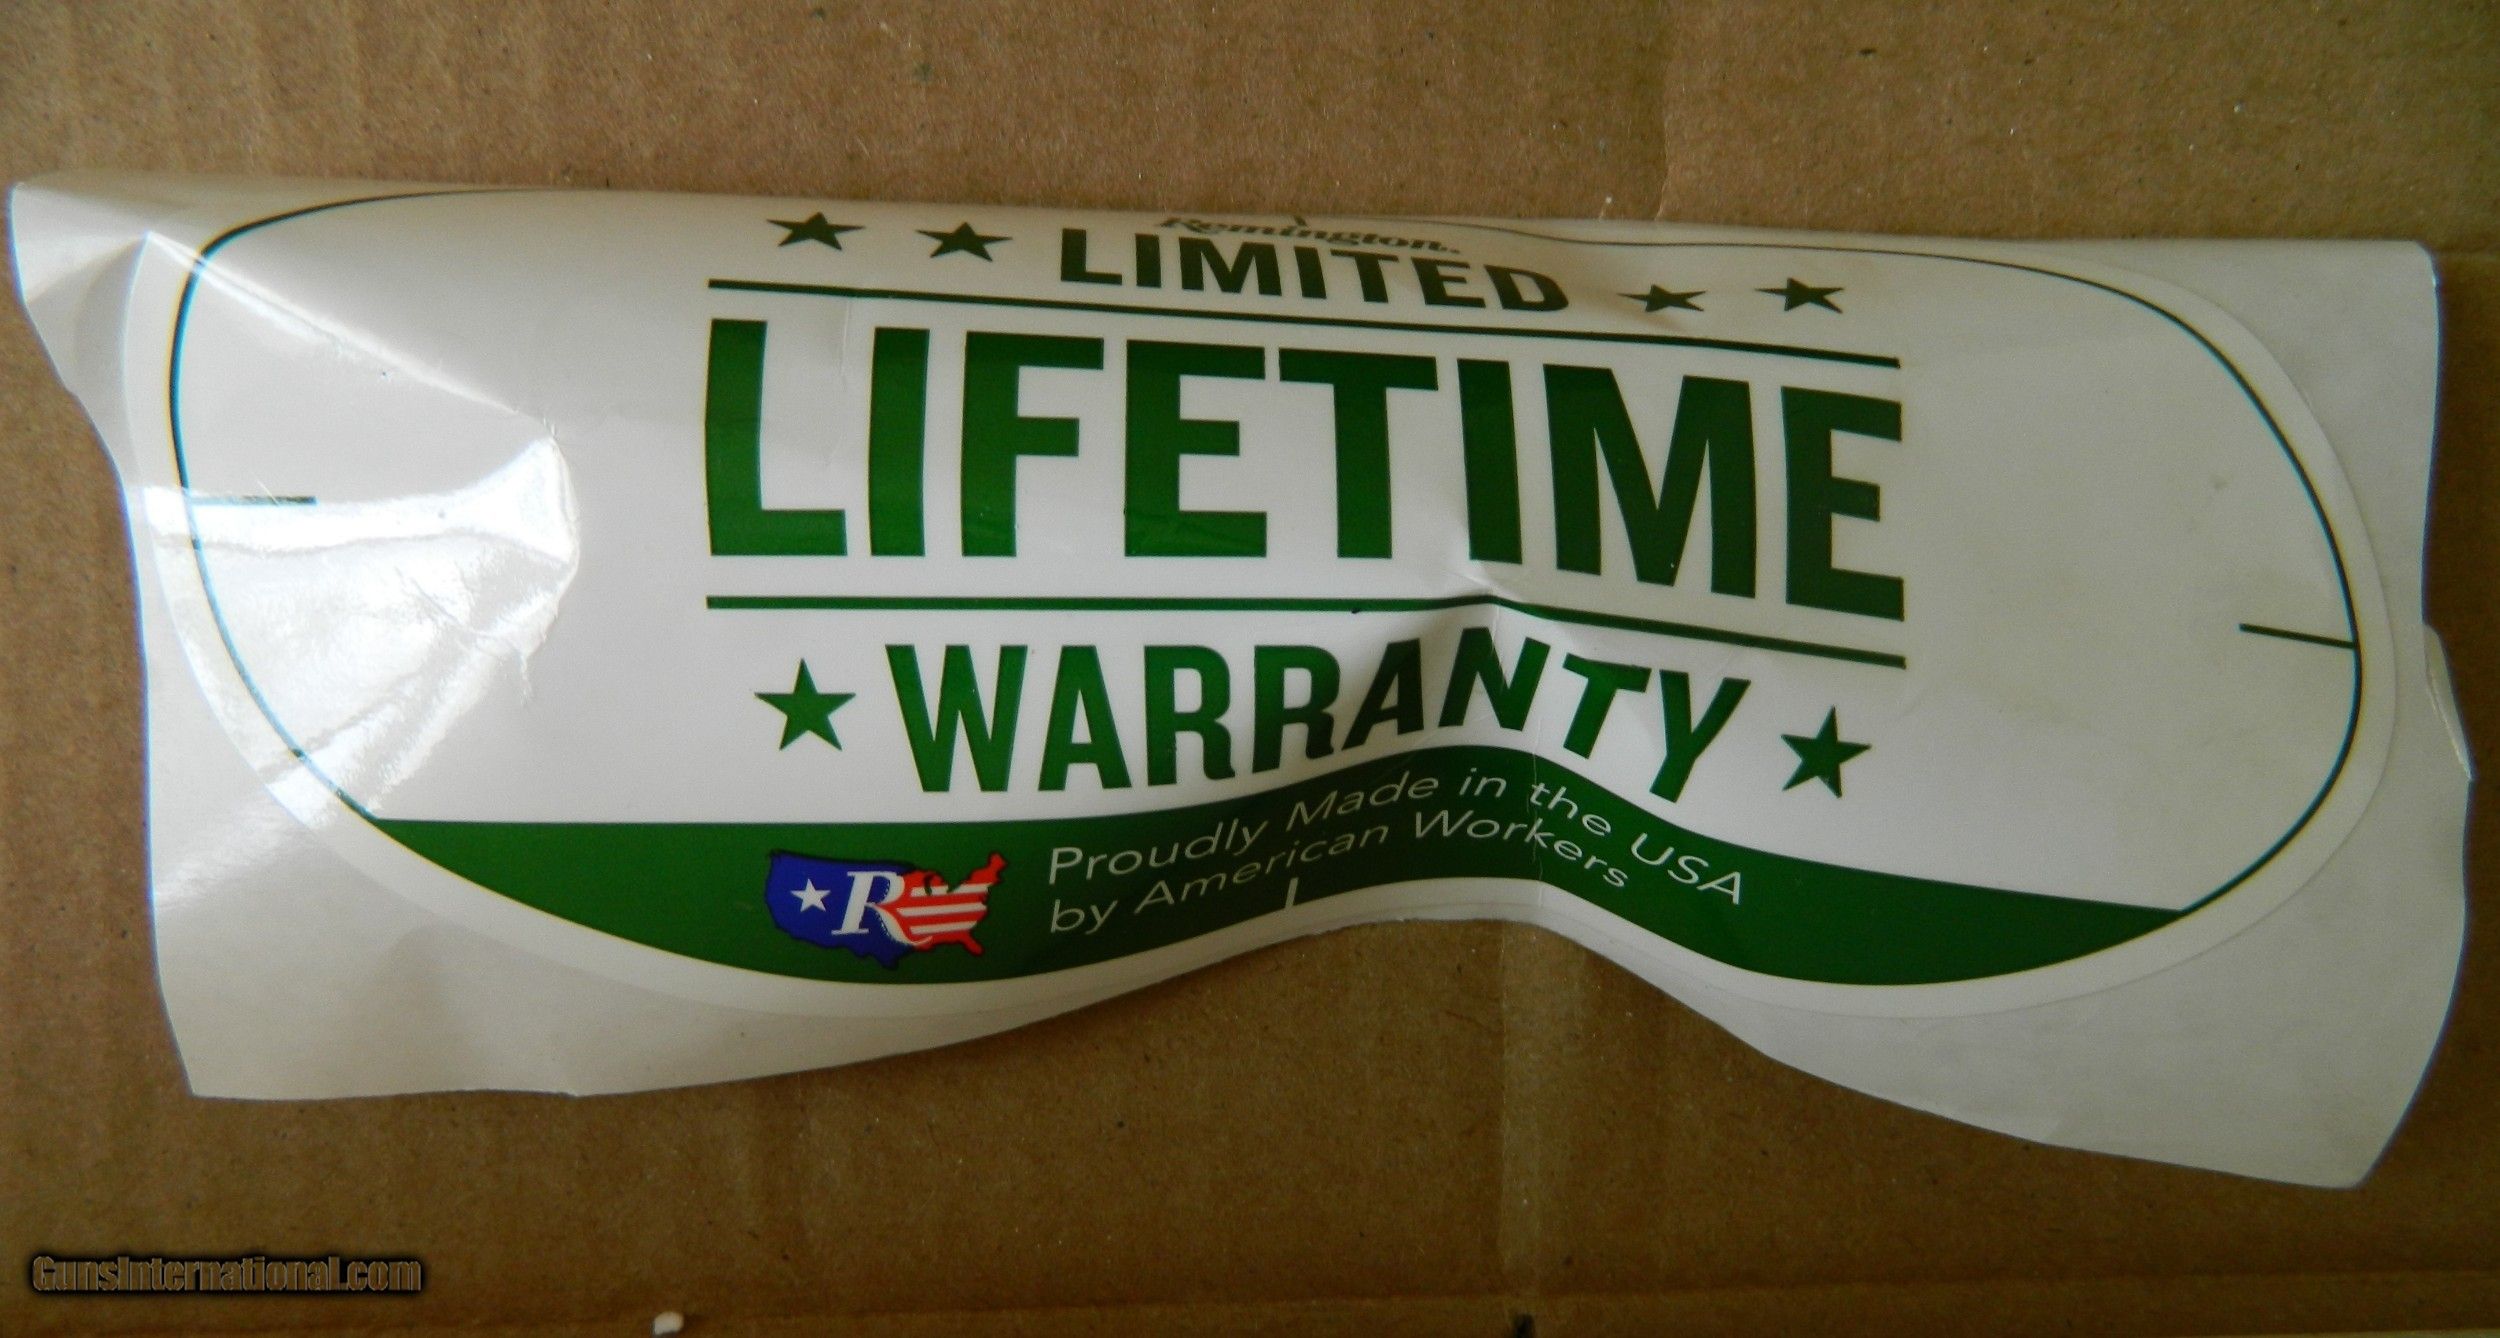 Remington.
LIMITED
LIFETIME
WARRANTY
R
Proudly Made in the USA
by American Workers
GunsInternational.com